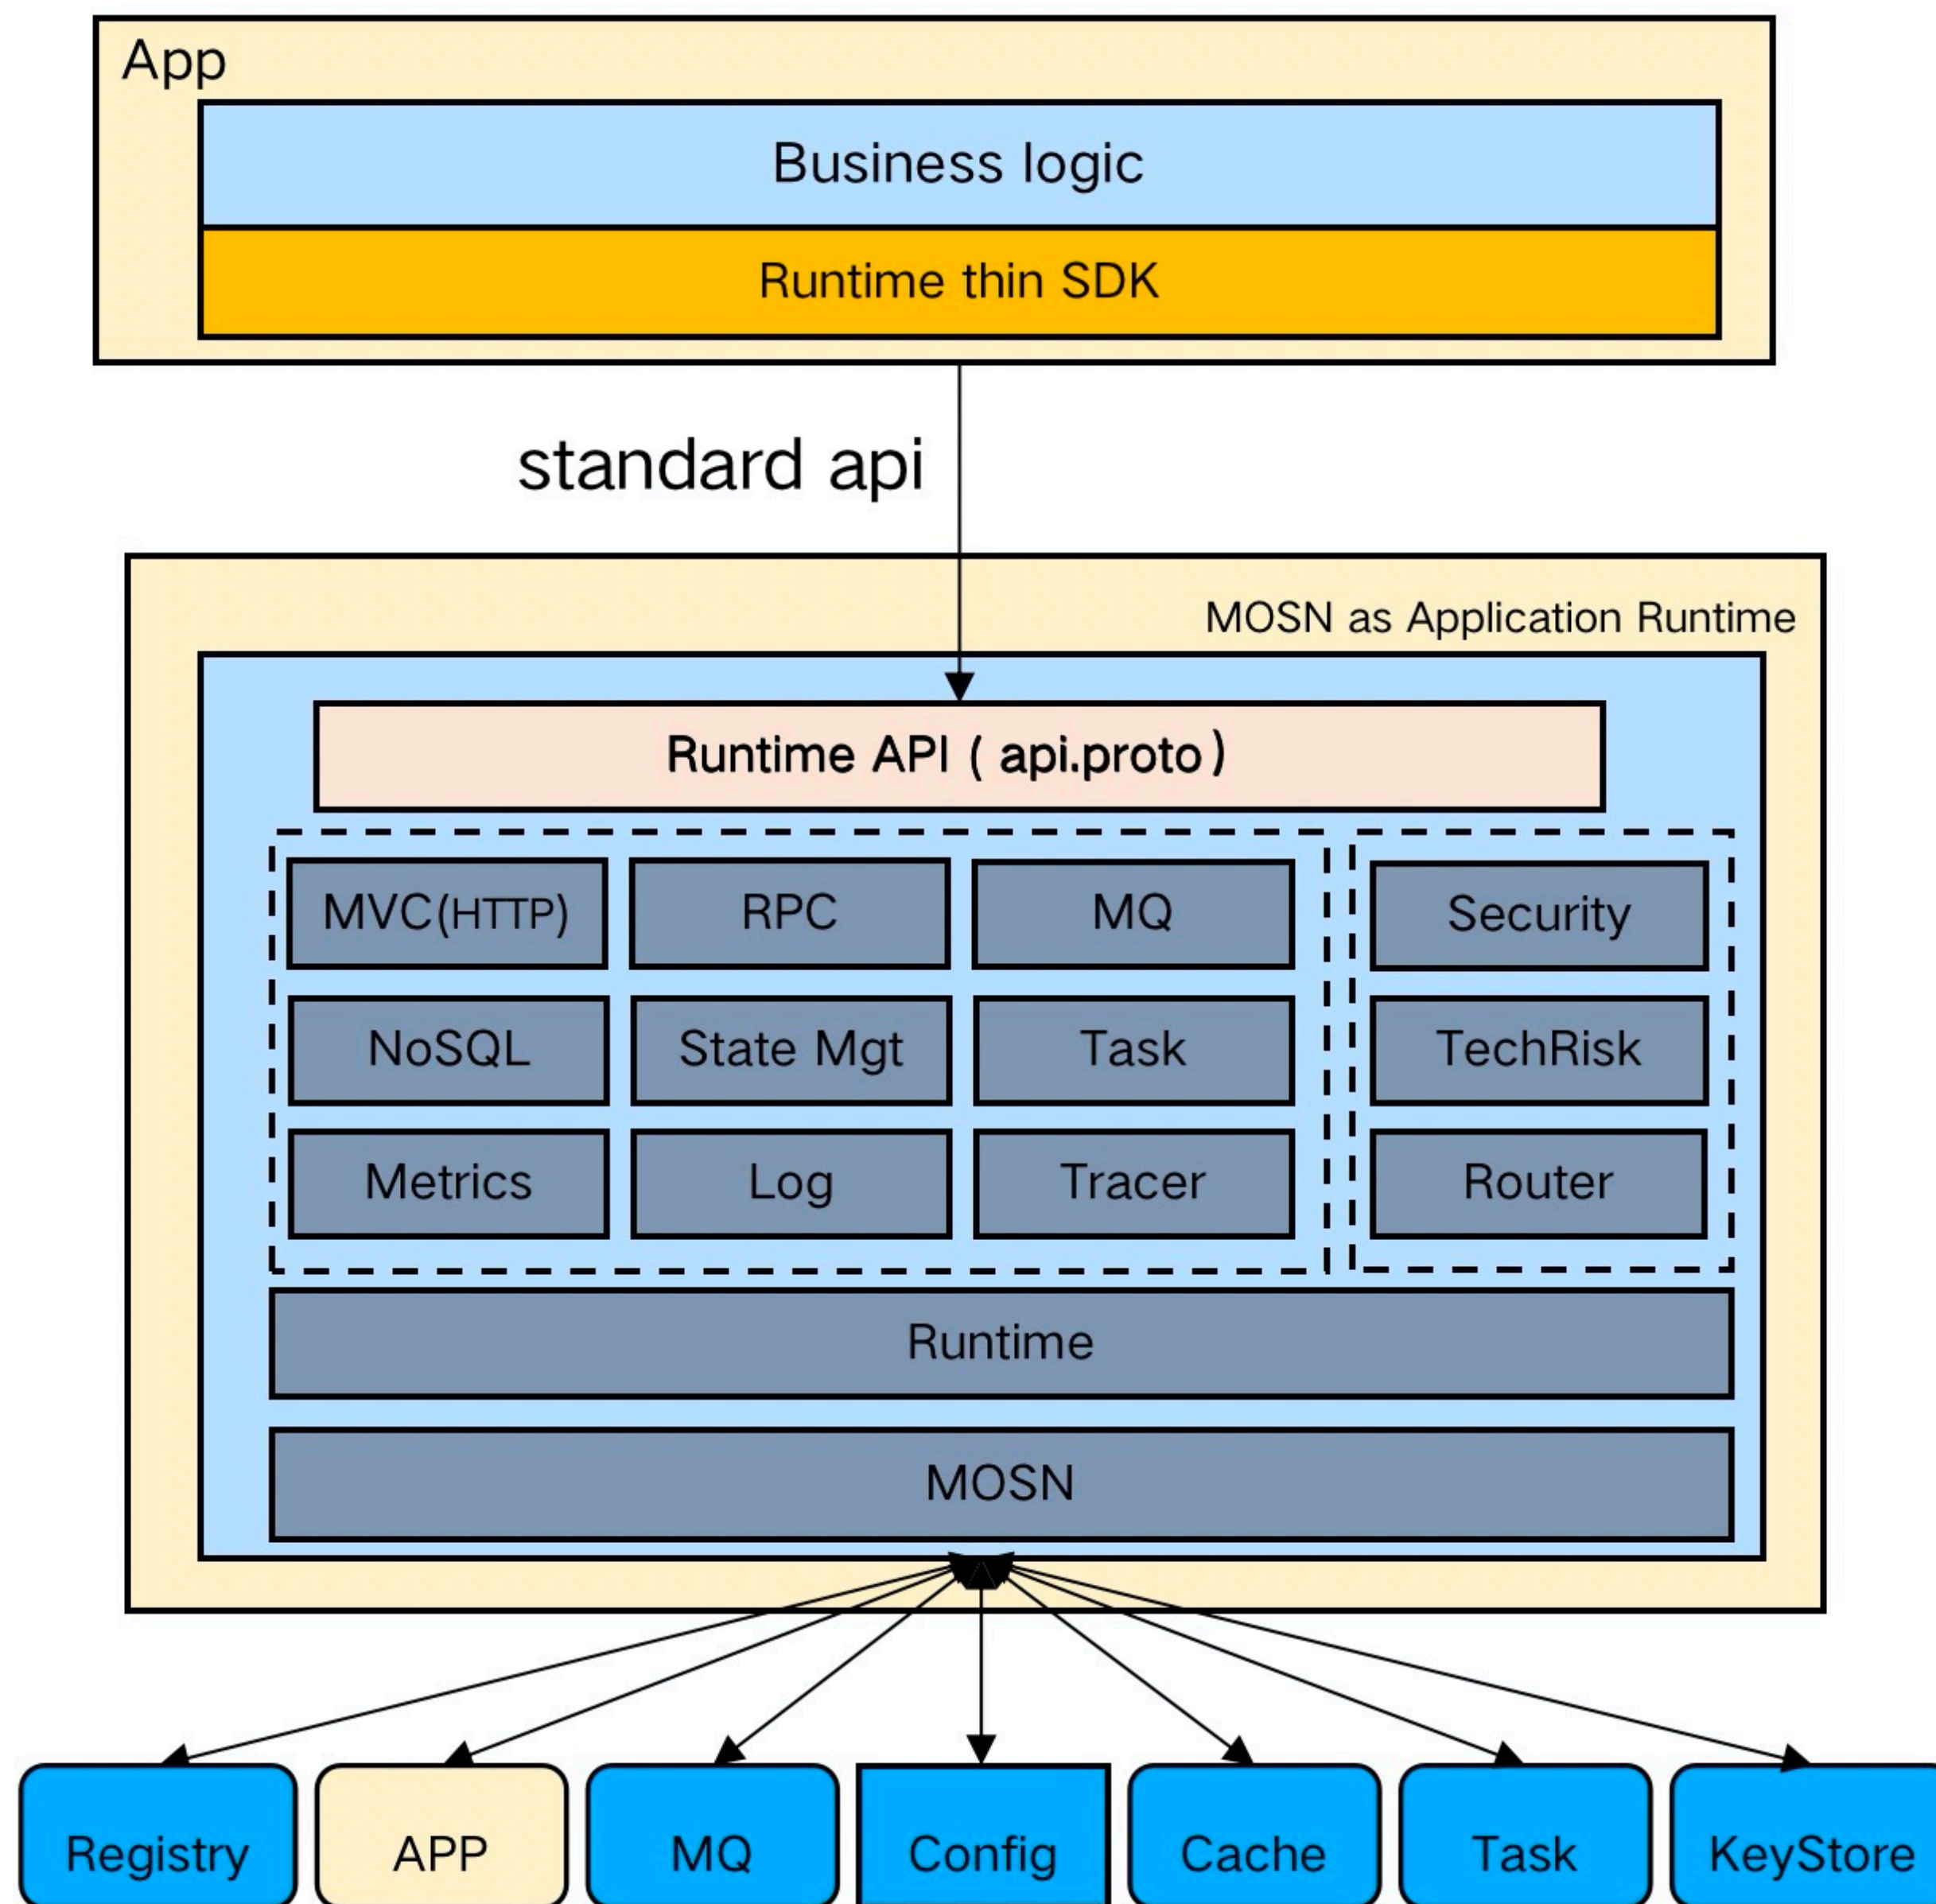 App
Business logic
Runtime thin SDK
standard api
MOSN as Application Runtime
Runtime API ( api.proto )
MVC(HTTP)
RPC
MQ
Security
NoSQL
State Mgt
Task
TechRisk
Metrics
Log
Tracer
Router
Runtime
MOSN
Registry
APP
MQ
Config
Cache
Task
KeyStore